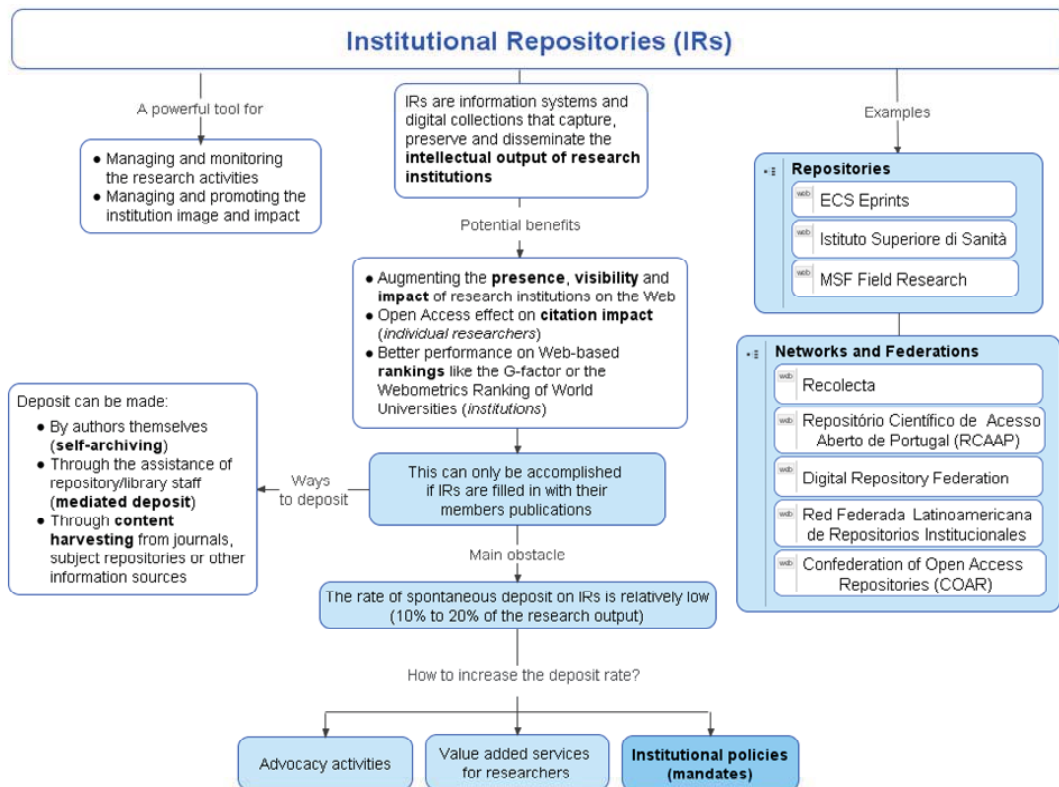 Institutional Repositories (IRs)
A powerful tool for
● Managing and monitoring
the research activities
● Managing and promoting the
institution image and impact
IRs are information systems and
digital collections that capture,
preserve and disseminate the
intellectual output of research
institutions
Potential benefits
● Augmenting the presence, visibility and
impact of research institutions on the Web
● Open Access effect on citation impact
(individual researchers)
● Better performance on Web-based
rankings like the G-factor or the
Webometrics Ranking of World
Universities (institutions)
This can only be accomplished
if IRs are filled in with their
members publications
Ways
to deposit
Deposit can be made:
● By authors themselves
(self-archiving)
● Through the assistance of
repository/library staff
(mediated deposit)
● Through content
harvesting from journals,
subject repositories or other
information sources
Main obstacle
The rate of spontaneous deposit on IRs is relatively low
(10% to 20% of the research output)
How to increase the deposit rate?
Advocacy activities
Value added services
for researchers
Institutional policies
(mandates)
Examples
Repositories
web ECS Eprints
web Istituto Superiore di Sanità
web MSF Field Research
Networks and Federations
web Recolecta
web Repositório Científico de Acesso
Aberto de Portugal (RCAAP)
web Digital Repository Federation
web Red Federada Latinoamericana
de Repositorios Institucionales
web Confederation of Open Access
Repositories (COAR)